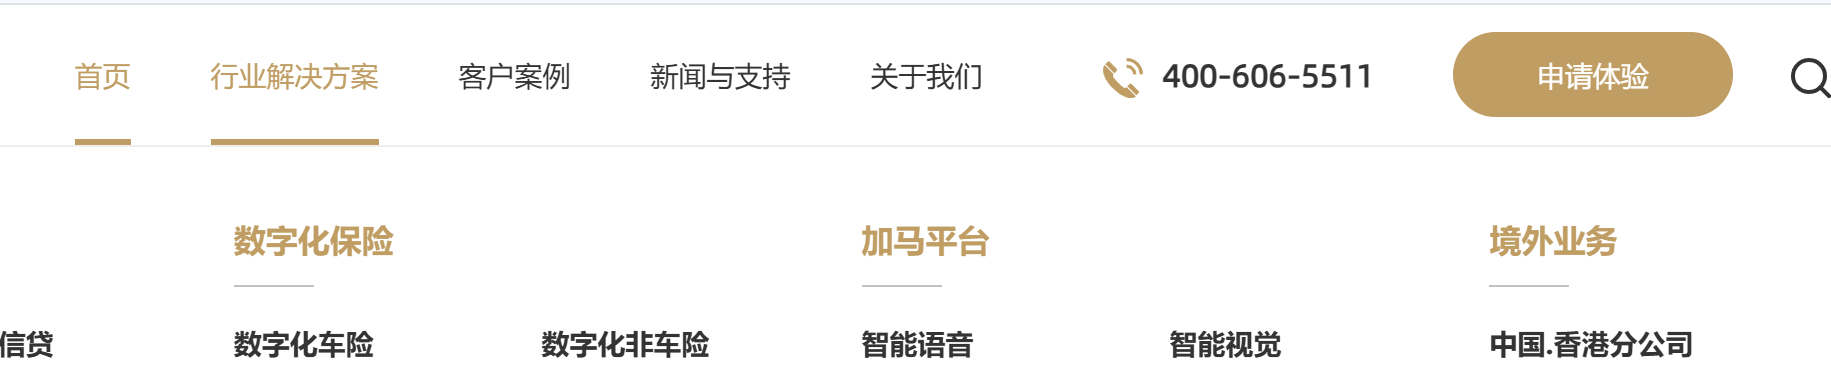 首页 行业解决方案 客户案例 新闻与支持 关于我们 400-606-5511 申请体验
数字化保险 加马平台 境外业务
信贷 数字化车险 数字化非车险 智能语音 智能视觉 中国.香港分公司